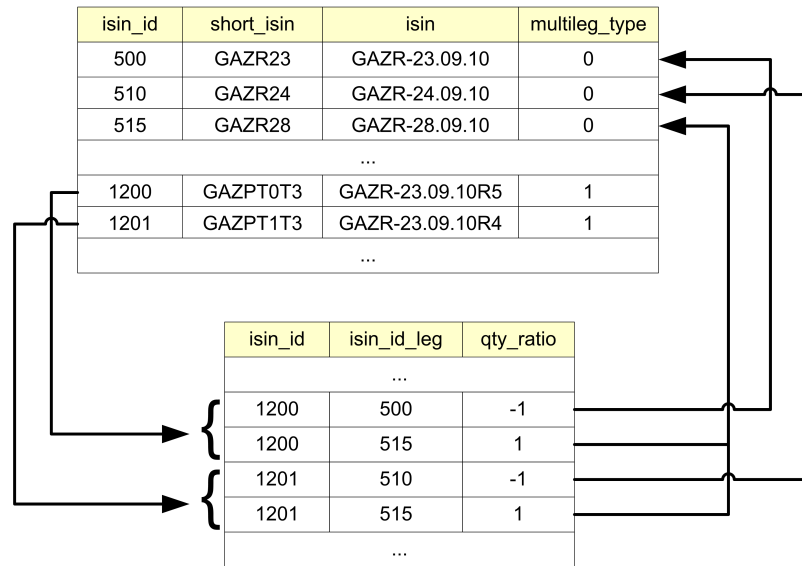 isin_id short_isin isin multileg_type
500 GAZR23 GAZR-23.09.10 0
510 GAZR24 GAZR-24.09.10 0
515 GAZR28 GAZR-28.09.10 0
...
1200 GAZPT0T3 GAZR-23.09.10R5 1
1201 GAZPT1T3 GAZR-23.09.10R4 1
...
isin_id isin_id_leg qty_ratio
...
1200 500 -1
1200 515 1
1201 510 -1
1201 515 1
...